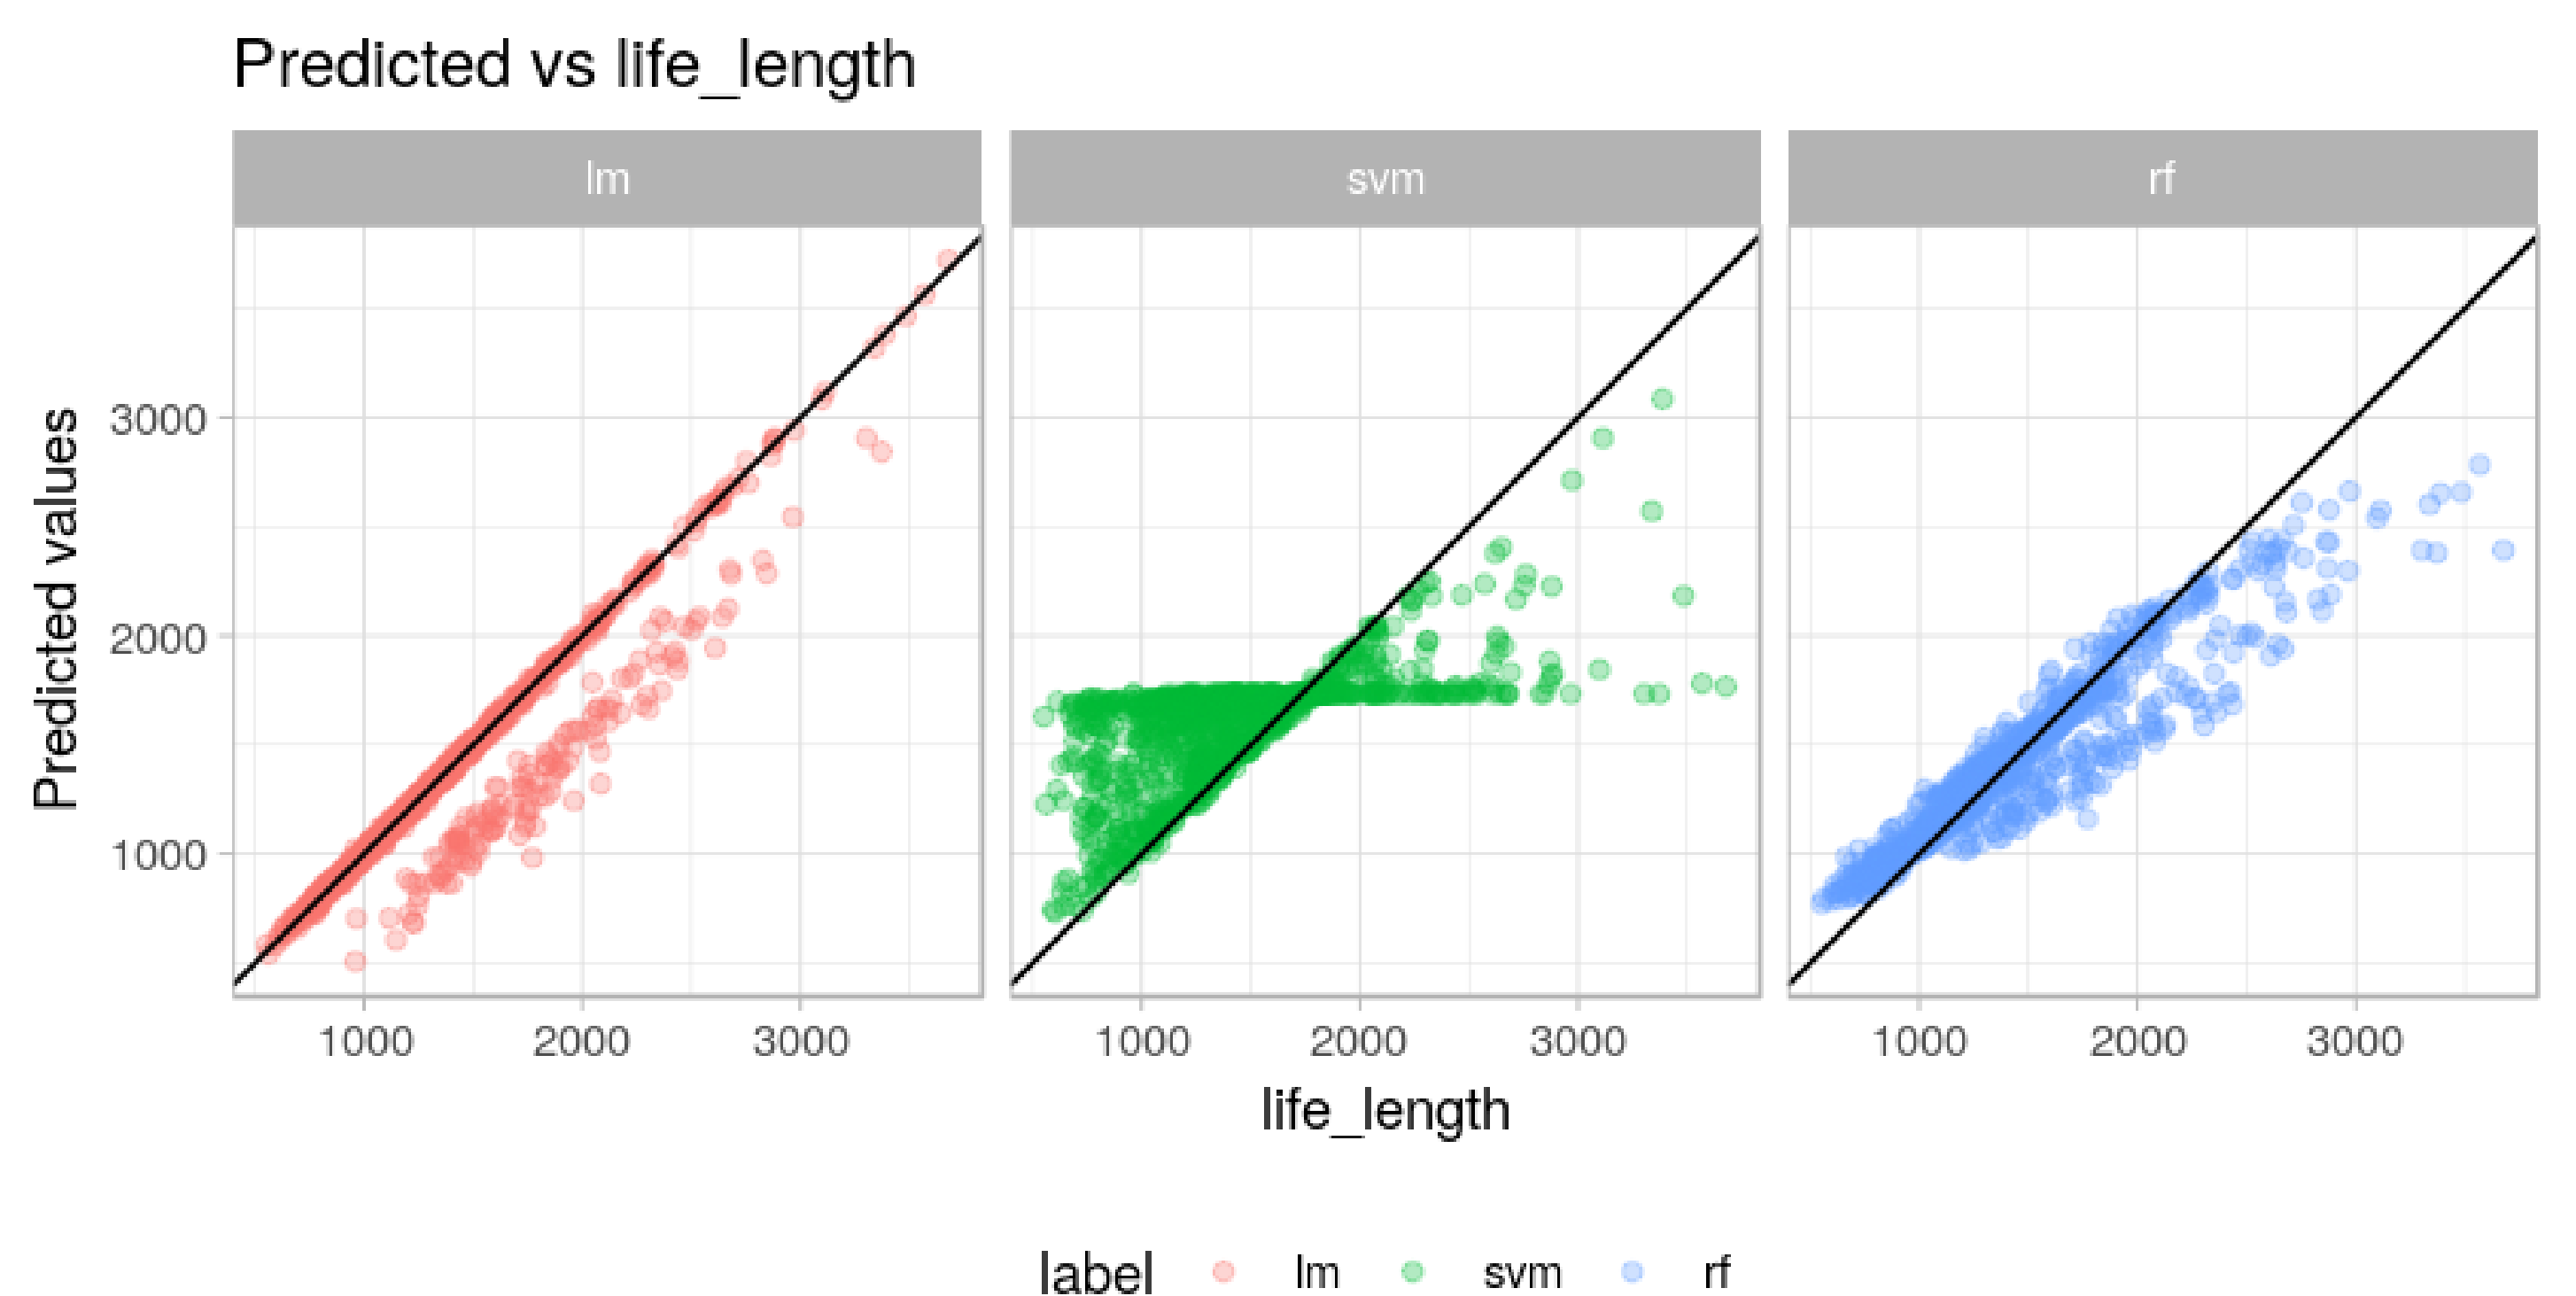 Predicted vs life_length
lm svm rf
Predicted values
3000
2000
1000
1000 2000 3000 1000 2000 3000 1000 2000 3000
life_length
label lm svm rf